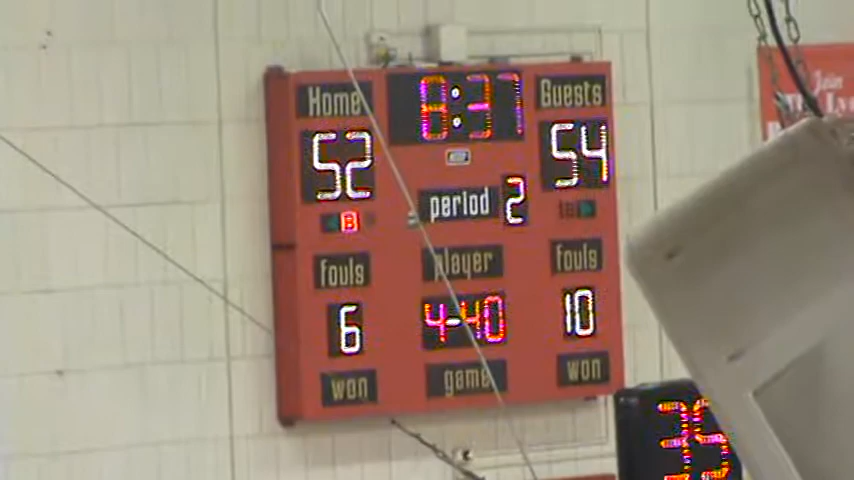 Home 8:37 Guests
52 54
period 2
B
fouls player fouls
6 4-40 10
won game won
35
Join